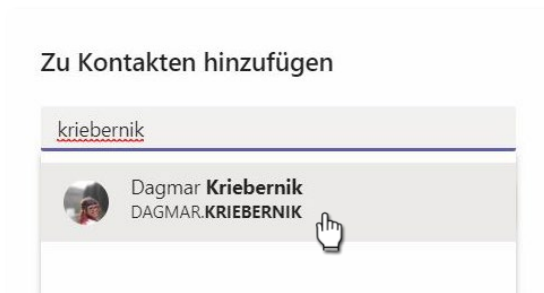 Zu Kontakten hinzufügen
kriebernik
Dagmar Kriebernik
DAGMAR.KRIEBERNIK